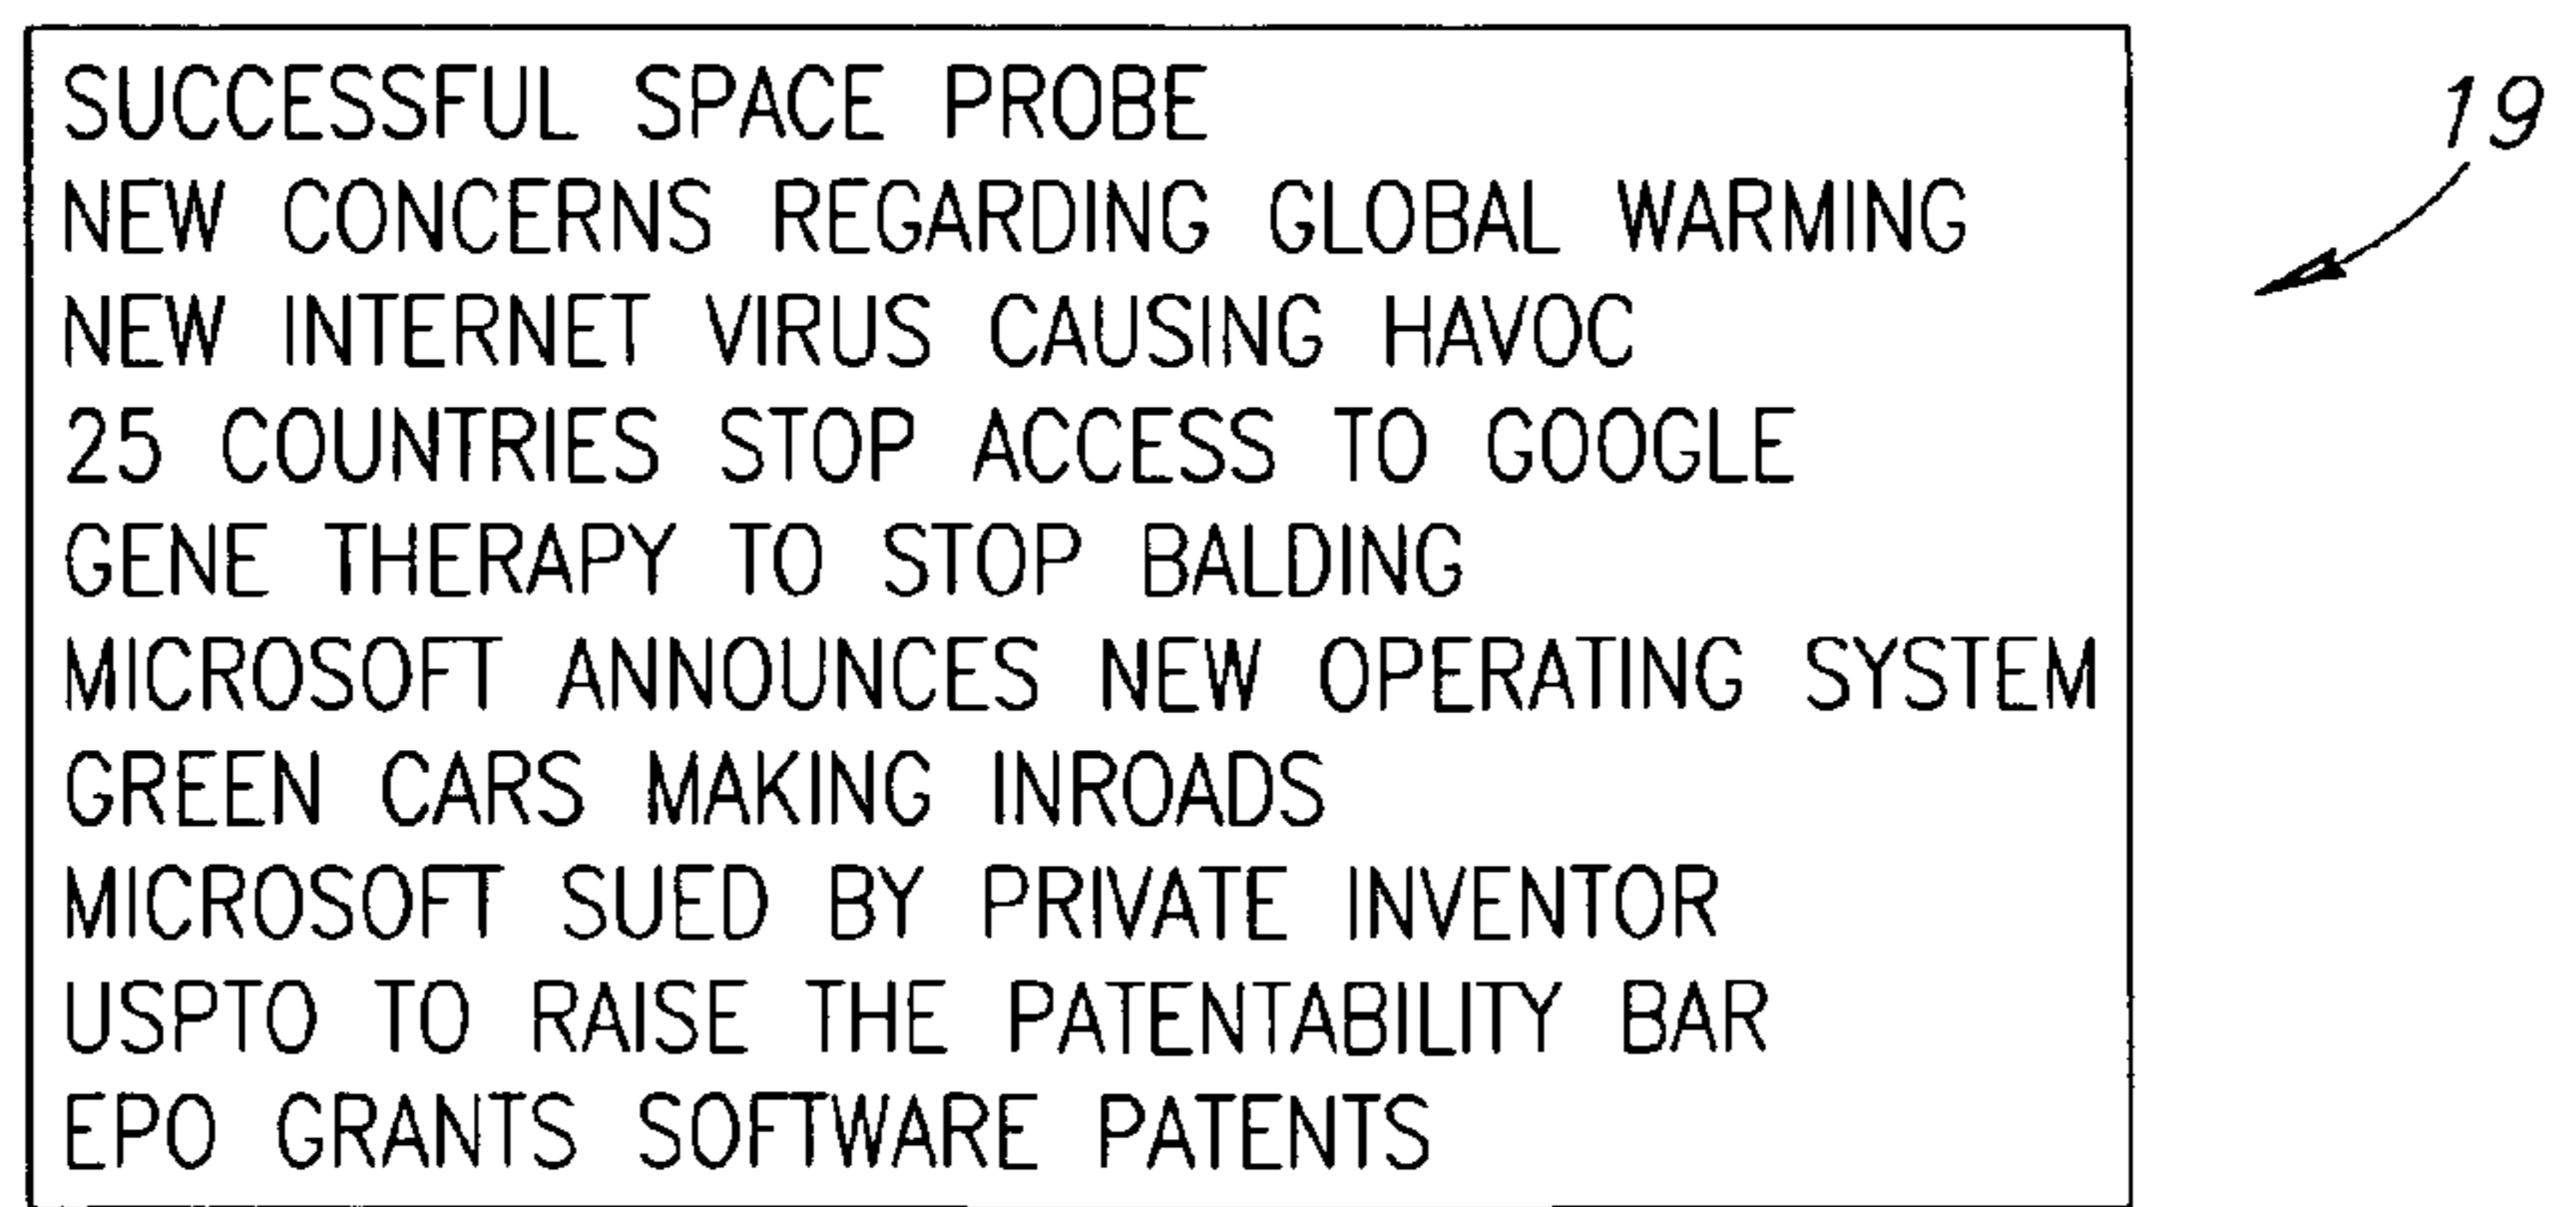 SUCCESSFUL SPACE PROBE
NEW CONCERNS REGARDING GLOBAL WARMING
NEW INTERNET VIRUS CAUSING HAVOC
25 COUNTRIES STOP ACCESS TO GOOGLE
GENE THERAPY TO STOP BALDING
MICROSOFT ANNOUNCES NEW OPERATING SYSTEM
GREEN CARS MAKING INROADS
MICROSOFT SUED BY PRIVATE INVENTOR
USPTO TO RAISE THE PATENTABILITY BAR
EPO GRANTS SOFTWARE PATENTS
19